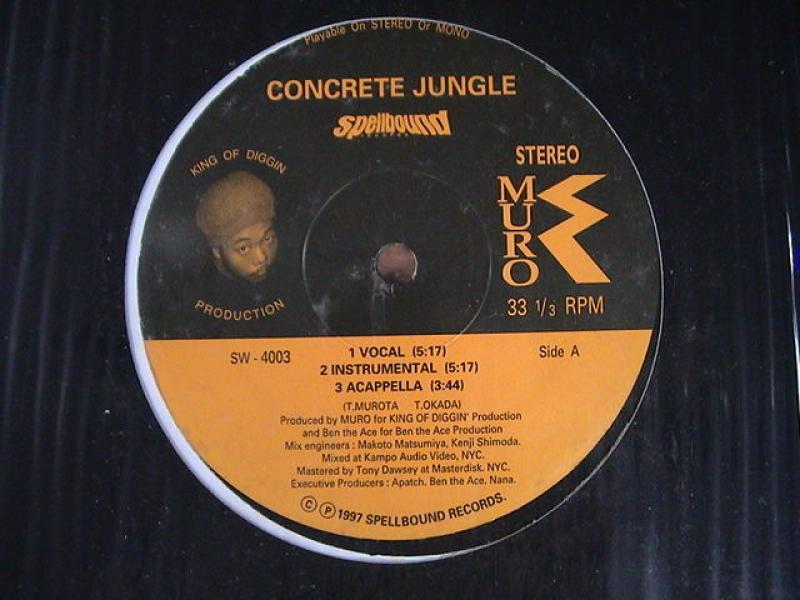 Playable On STEREO Or MONO
CONCRETE JUNGLE
Spellbound
STEREO
KING OF DIGGIN
MURO
PRODUCTION
33 1/3 RPM
SW - 4003
1 VOCAL (5:17)
Side A
2 INSTRUMENTAL (5:17)
3 ACAPPELLA (3:44)
(T.MUROTA T.OKADA)
Produced by MURO for KING OF DIGGIN' Production
and Ben the Ace for Ben the Ace Production
Mix engineers : Makoto Matsumiya, Kenji Shimoda.
Mixed at Kampo Audio Video, NYC.
Mastered by Tony Dawsey at Masterdisk. NYC.
Executive Producers : Apatch. Ben the Ace, Nana.
Ⓒ Ⓟ 1997 SPELLBOUND RECORDS.